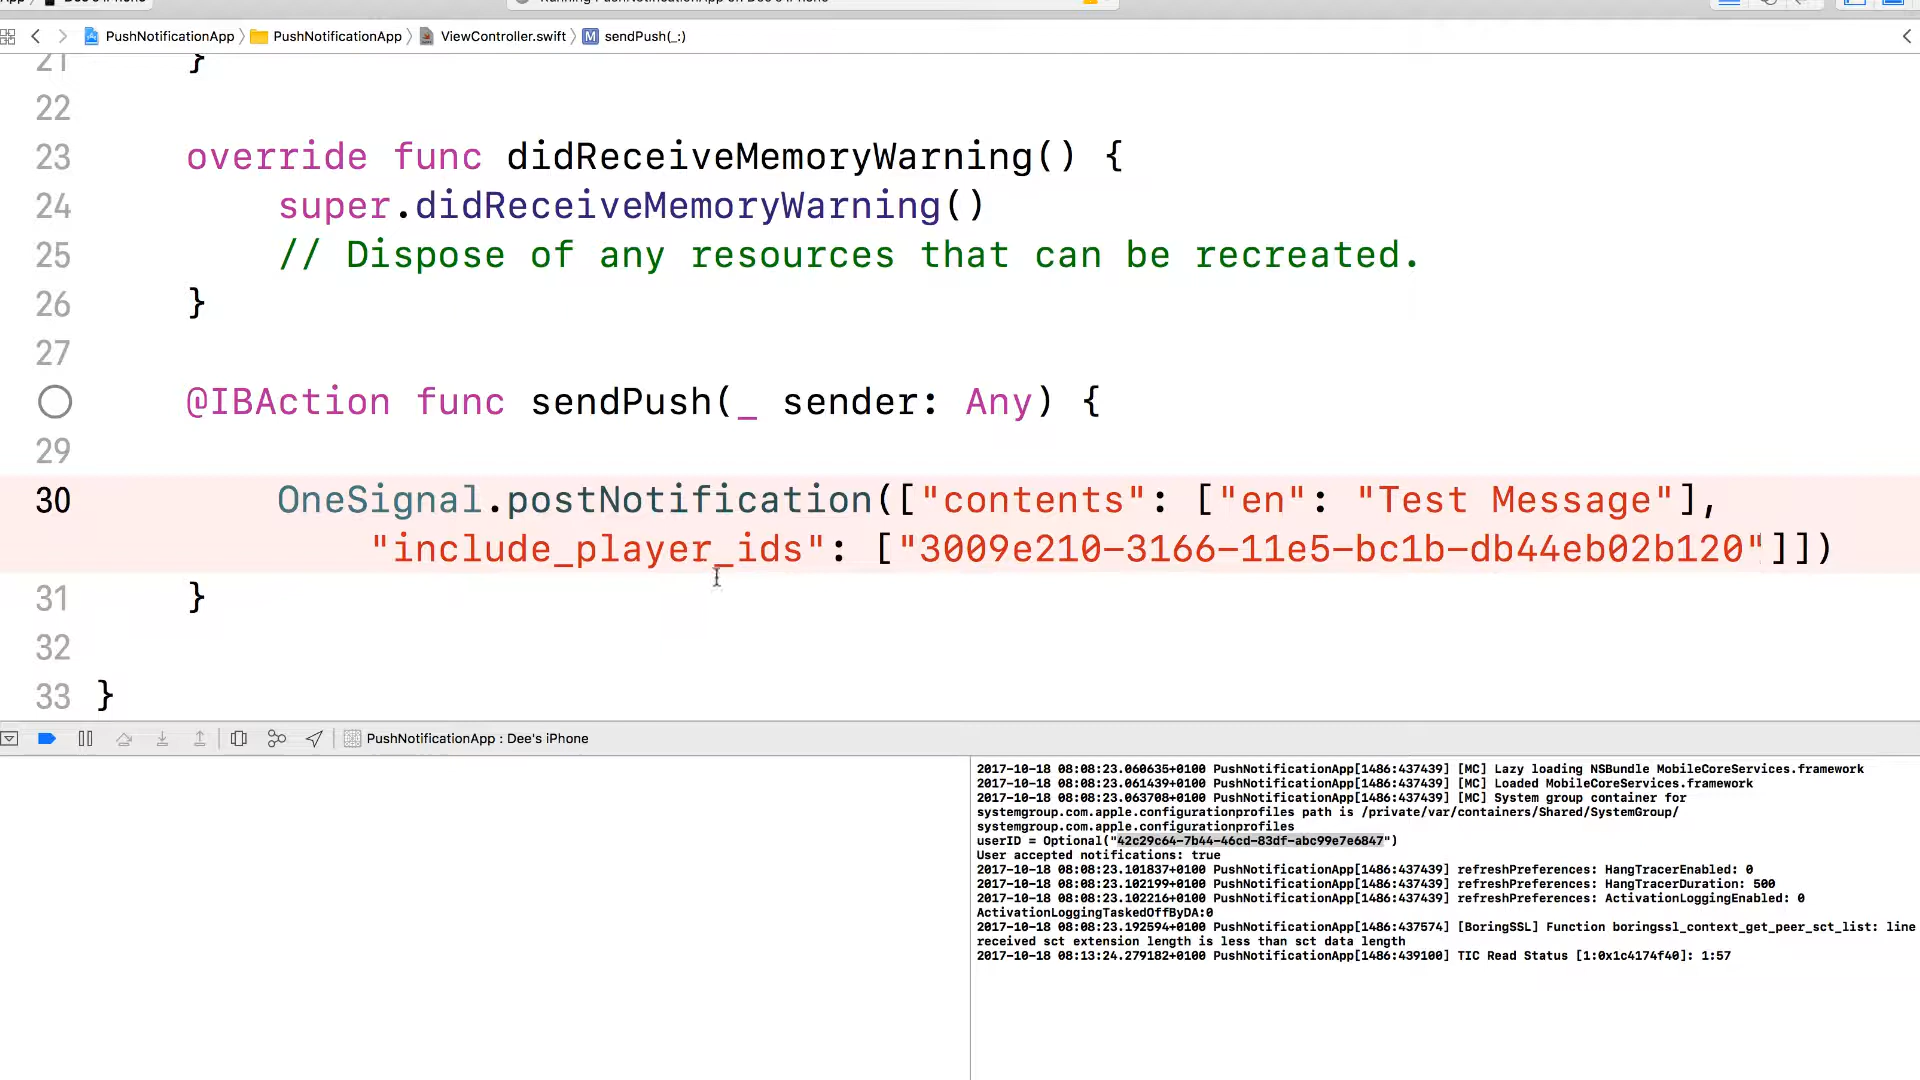 PushNotificationApp PushNotificationApp ViewController.swift M sendPush(_:)
21 }
22
23 override func didReceiveMemoryWarning() {
24 super.didReceiveMemoryWarning()
25 // Dispose of any resources that can be recreated.
26 }
27
@IBAction func sendPush(_ sender: Any) {
29
30 OneSignal.postNotification(["contents": ["en": "Test Message"],
"include_player_ids": ["3009e210-3166-11e5-bc1b-db44eb02b120"]])
31 }
32
33 }
PushNotificationApp : Dee's iPhone
2017-10-18 08:08:23.060635+0100 PushNotificationApp[1486:437439] [MC] Lazy loading NSBundle MobileCoreServices.framework
2017-10-18 08:08:23.061439+0100 PushNotificationApp[1486:437439] [MC] Loaded MobileCoreServices.framework
2017-10-18 08:08:23.063708+0100 PushNotificationApp[1486:437439] [MC] System group container for
systemgroup.com.apple.configurationprofiles path is /private/var/containers/Shared/SystemGroup/
systemgroup.com.apple.configurationprofiles
userID = Optional("42c29c64-7b44-46cd-83df-abc99e7e6847")
User accepted notifications: true
2017-10-18 08:08:23.101837+0100 PushNotificationApp[1486:437439] refreshPreferences: HangTracerEnabled: 0
2017-10-18 08:08:23.102199+0100 PushNotificationApp[1486:437439] refreshPreferences: HangTracerDuration: 500
2017-10-18 08:08:23.102216+0100 PushNotificationApp[1486:437439] refreshPreferences: ActivationLoggingEnabled: 0
ActivationLoggingTaskedOffByDA:0
2017-10-18 08:08:23.192594+0100 PushNotificationApp[1486:437574] [BoringSSL] Function boringssl_context_get_peer_sct_list: line
received sct extension length is less than sct data length
2017-10-18 08:13:24.279182+0100 PushNotificationApp[1486:439100] TIC Read Status [1:0x1c4174f40]: 1:57